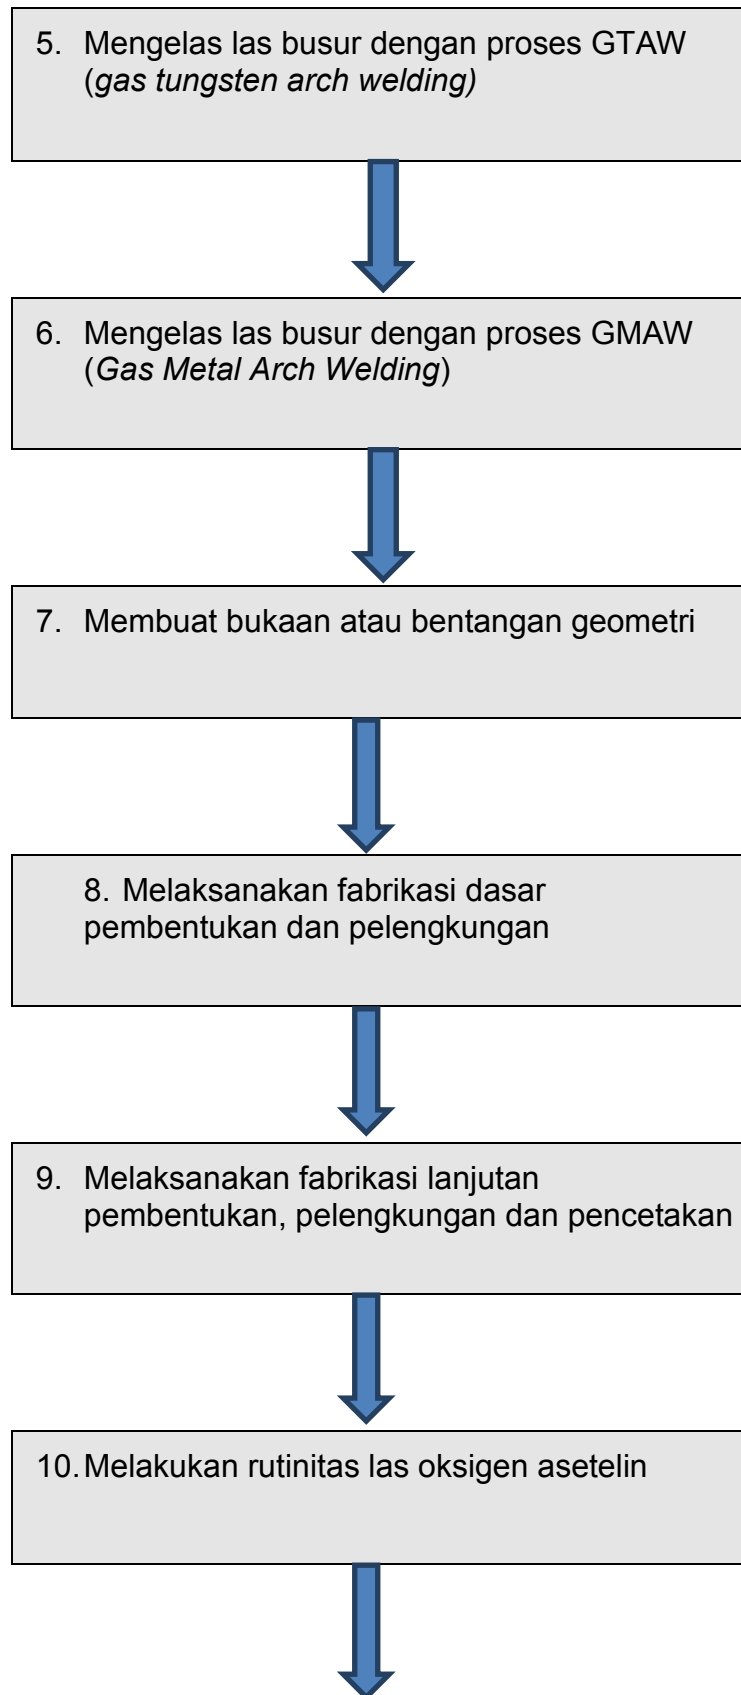 5. Mengelas las busur dengan proses GTAW
(gas tungsten arch welding)
6. Mengelas las busur dengan proses GMAW
(Gas Metal Arch Welding)
7. Membuat bukaan atau bentangan geometri
8. Melaksanakan fabrikasi dasar
pembentukan dan pelengkungan
9. Melaksanakan fabrikasi lanjutan
pembentukan, pelengkungan dan pencetakan
10. Melakukan rutinitas las oksigen asetelin